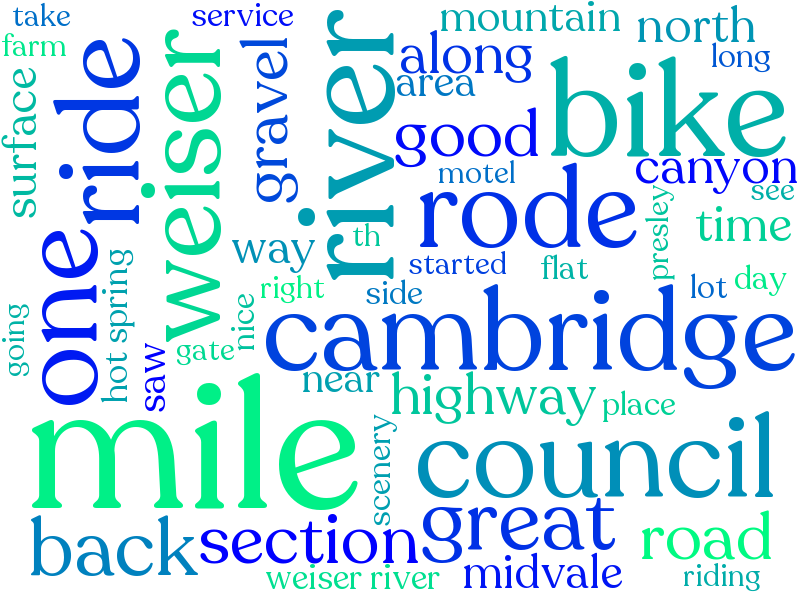 take
service
mountain
north
farm
along
long
surface
ride
weiser
gravel
river
area
bike
good
canyon
motel
see
rode
presley
time
one
way
th
started
flat
hot spring
right
side
lot
day
going
nice
cambridge
saw
gate
near
highway
place
mile
scenery
council
back
section
great
road
weiser river
midvale
riding